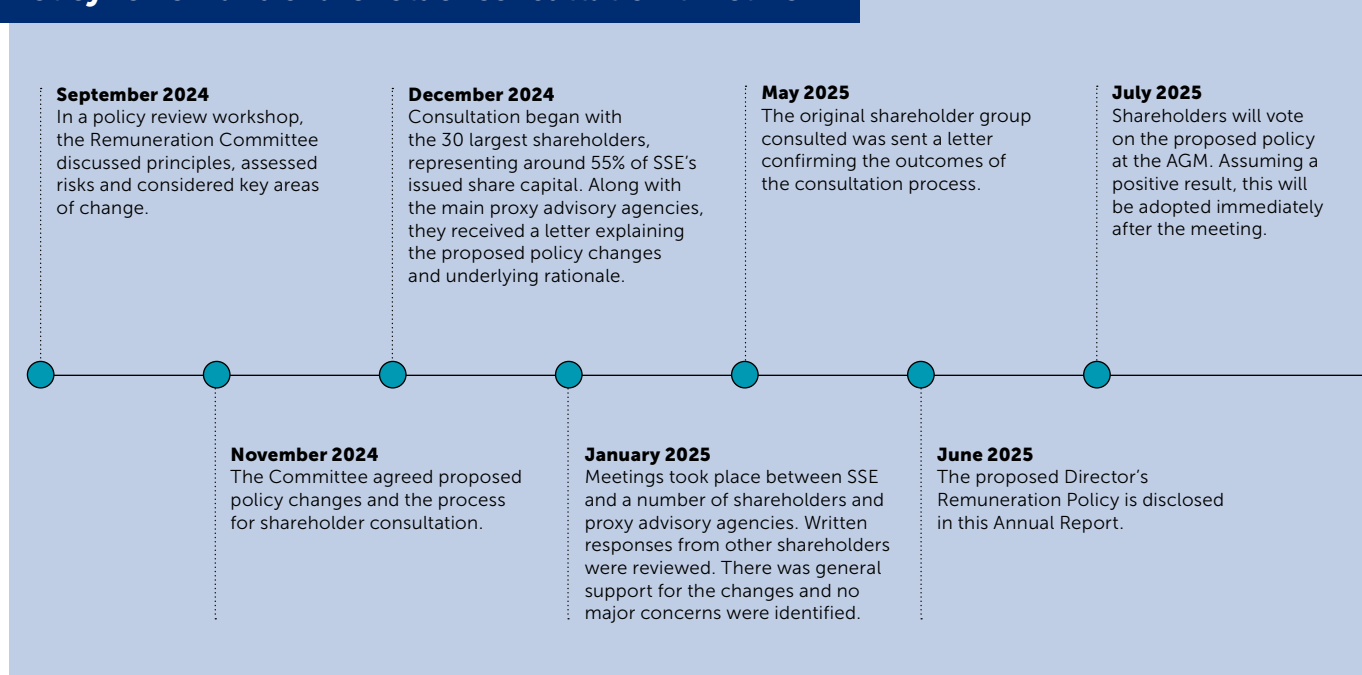 September 2024
In a policy review workshop,
the Remuneration Committee
discussed principles, assessed
risks and considered key areas
of change.
November 2024
The Committee agreed proposed
policy changes and the process
for shareholder consultation.
December 2024
Consultation began with
the 30 largest shareholders,
representing around 55% of SSE’s
issued share capital. Along with
the main proxy advisory agencies,
they received a letter explaining
the proposed policy changes
and underlying rationale.
January 2025
Meetings took place between SSE
and a number of shareholders and
proxy advisory agencies. Written
responses from other shareholders
were reviewed. There was general
support for the changes and no
major concerns were identified.
May 2025
The original shareholder group
consulted was sent a letter
confirming the outcomes of
the consultation process.
June 2025
The proposed Director’s
Remuneration Policy is disclosed
in this Annual Report.
July 2025
Shareholders will vote
on the proposed policy
at the AGM. Assuming a
positive result, this will
be adopted immediately
after the meeting.